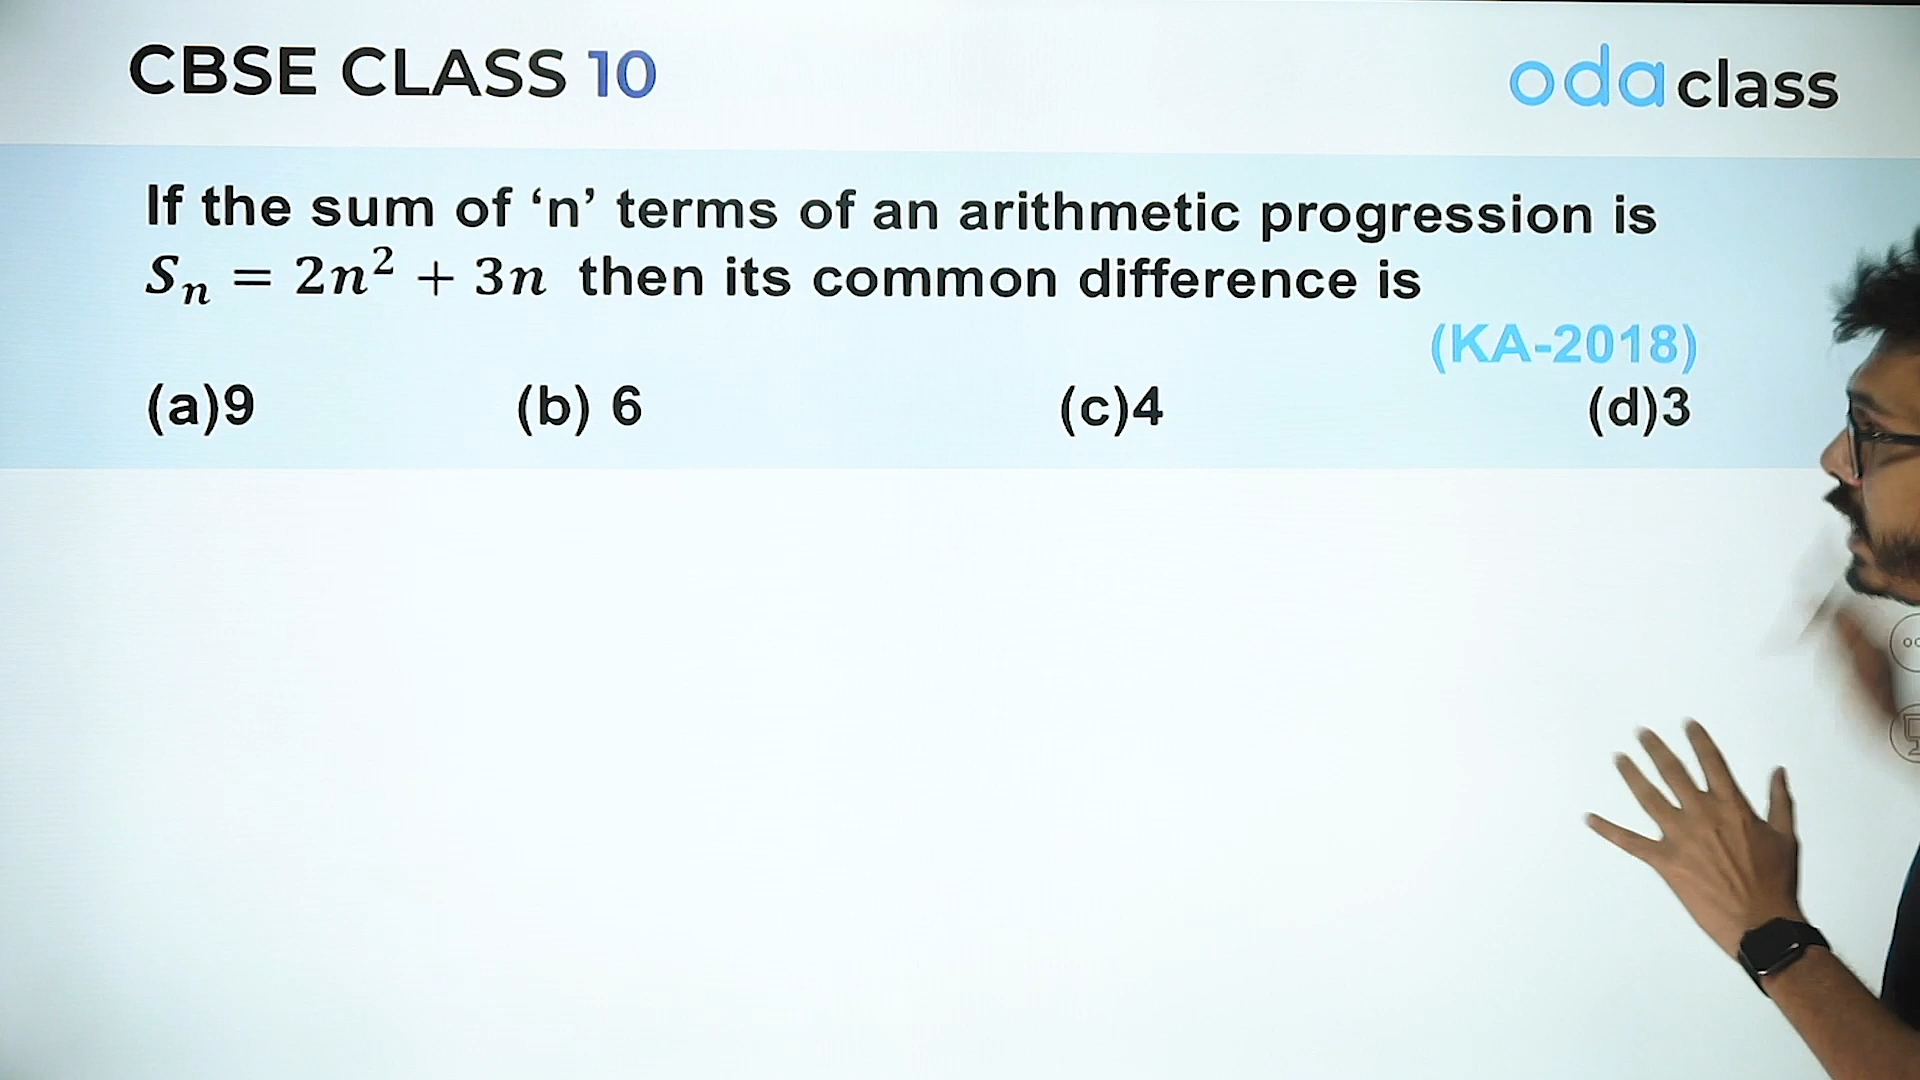 CBSE CLASS 10
odaclass
If the sum of ‘n’ terms of an arithmetic progression is
Sₙ = 2n² + 3n then its common difference is
(KA-2018)
(a)9 (b) 6 (c)4 (d)3